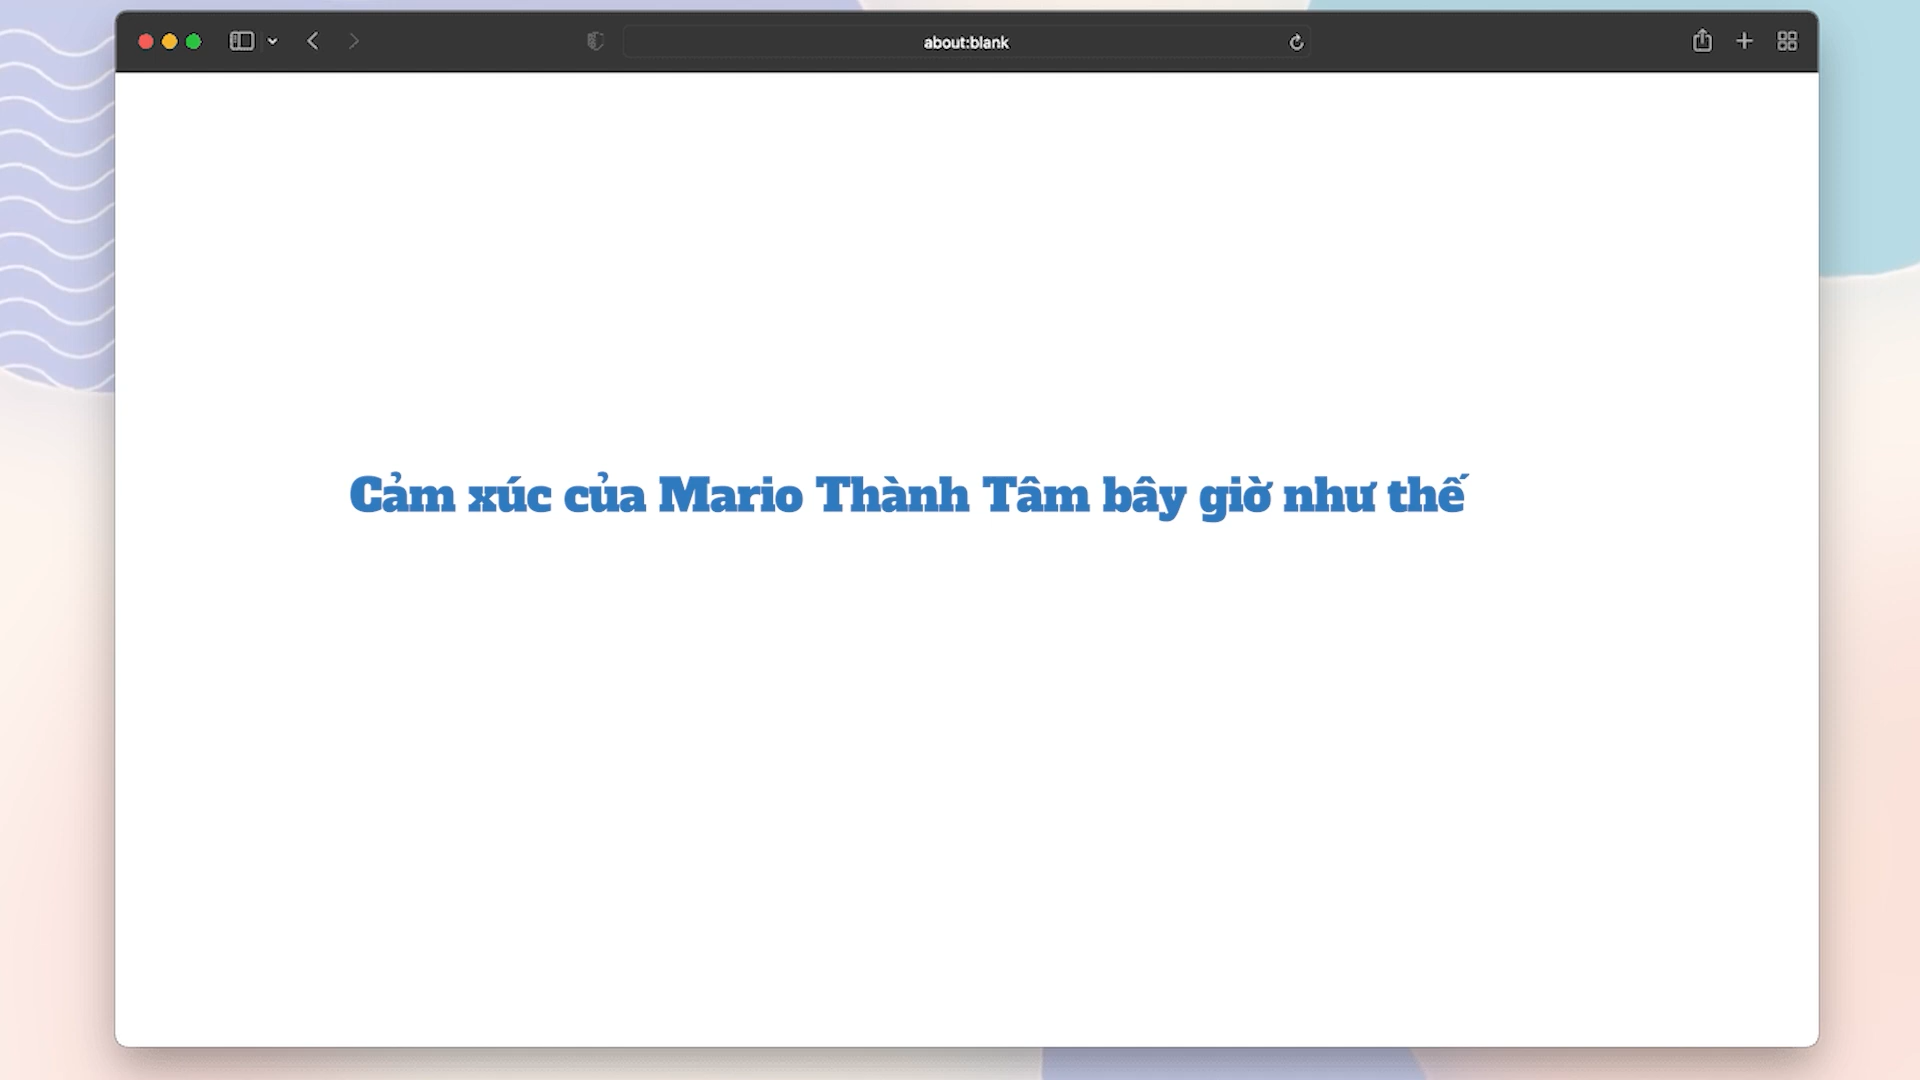 about:blank
Cảm xúc của Mario Thành Tâm bây giờ như thế